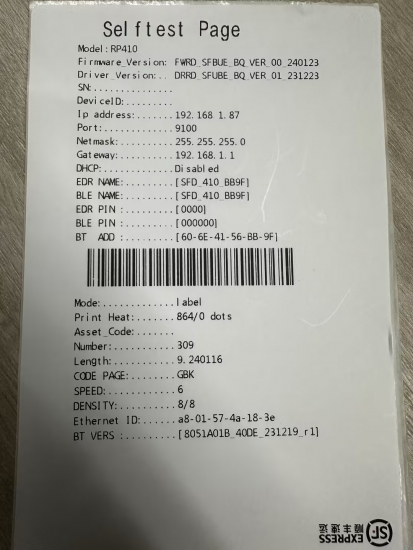 Selftest Page
Model:RP410
Firmware_Version: FWRD_SFBUE_BQ_VER_00_240123
Driver_Version.. DRRD_SFUBE_BQ_VER_01_231223
SN:..............
DeviceID:.........
Ip address:.......192.168.1.87
Port:.............9100
Netmask:..........255.255.255.0
Gateway:..........192.168.1.1
DHCP:.............Disabled
EDR NAME:.........[SFD_410_BB9F]
BLE NAME:.........[SFD_410_BB9F]
EDR PIN :.........[0000]
BLE PIN :.........[000000]
BT ADD :..........[60-6E-41-56-BB-9F]
Mode:.............label
Print Heat:.......864/0 dots
Asset_Code:.......
Number:...........309
Length:...........9.240116
CODE PAGE:........GBK
SPEED:............6
DENSITY:..........8/8
Ethernet ID:......a8-01-57-4a-18-3e
BT VERS :.........[8051A01B_40DE_231219_r1]
SF
EXPRESS
顺丰速运